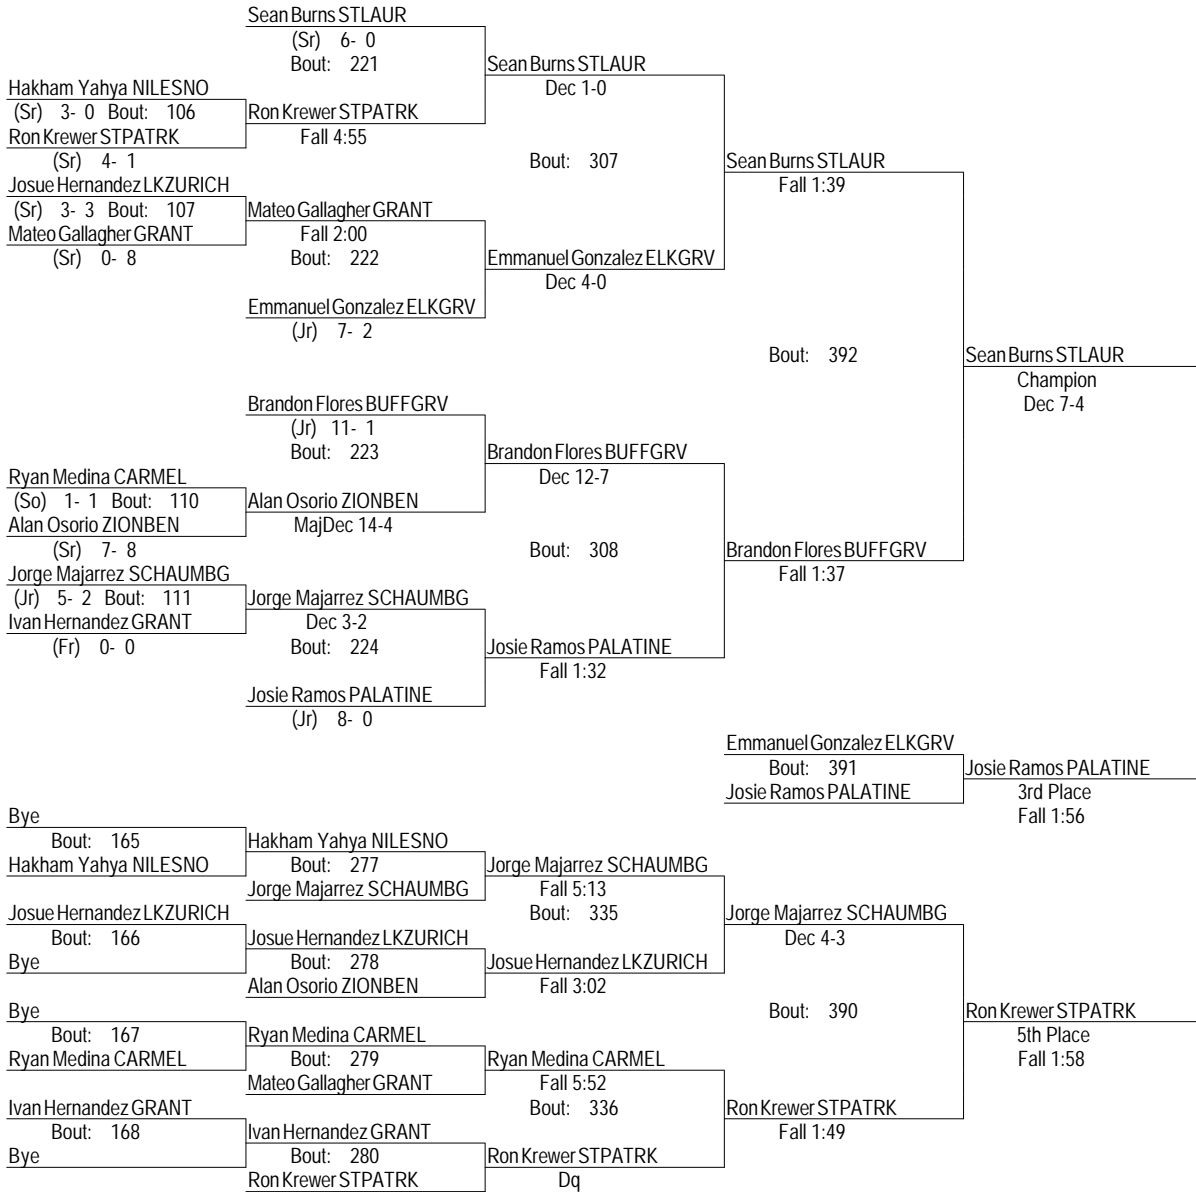 Sean Burns STLAUR
(Sr) 6- 0
Bout: 221
Sean Burns STLAUR
Dec 1-0
Hakham Yahya NILESNO
(Sr) 3- 0 Bout: 106
Ron Krewer STPATRK
Ron Krewer STPATRK
Fall 4:55
(Sr) 4- 1
Bout: 307
Sean Burns STLAUR
Fall 1:39
Josue Hernandez LKZURICH
(Sr) 3- 3 Bout: 107
Mateo Gallagher GRANT
Mateo Gallagher GRANT
Fall 2:00
(Sr) 0- 8
Bout: 222
Emmanuel Gonzalez ELKGRV
Dec 4-0
Emmanuel Gonzalez ELKGRV
(Jr) 7- 2
Bout: 392
Sean Burns STLAUR
Champion
Dec 7-4
Brandon Flores BUFFGRV
(Jr) 11- 1
Bout: 223
Brandon Flores BUFFGRV
Dec 12-7
Ryan Medina CARMEL
(So) 1- 1 Bout: 110
Alan Osorio ZIONBEN
Alan Osorio ZIONBEN
MajDec 14-4
(Sr) 7- 8
Bout: 308
Brandon Flores BUFFGRV
Fall 1:37
Jorge Majarrez SCHAUMBG
(Jr) 5- 2 Bout: 111
Jorge Majarrez SCHAUMBG
Ivan Hernandez GRANT
Dec 3-2
(Fr) 0- 0
Bout: 224
Josie Ramos PALATINE
Fall 1:32
Josie Ramos PALATINE
(Jr) 8- 0
Emmanuel Gonzalez ELKGRV
Bout: 391
Josie Ramos PALATINE
Josie Ramos PALATINE
3rd Place
Fall 1:56
Bye
Bout: 165
Hakham Yahya NILESNO
Hakham Yahya NILESNO
Bout: 277
Jorge Majarrez SCHAUMBG
Jorge Majarrez SCHAUMBG
Fall 5:13
Josue Hernandez LKZURICH
Bout: 335
Jorge Majarrez SCHAUMBG
Bout: 166
Josue Hernandez LKZURICH
Dec 4-3
Bye
Bout: 278
Josue Hernandez LKZURICH
Alan Osorio ZIONBEN
Fall 3:02
Bye
Bout: 390
Ron Krewer STPATRK
Bout: 167
Ryan Medina CARMEL
5th Place
Ryan Medina CARMEL
Bout: 279
Ryan Medina CARMEL
Fall 1:58
Mateo Gallagher GRANT
Fall 5:52
Ivan Hernandez GRANT
Bout: 336
Ron Krewer STPATRK
Bout: 168
Ivan Hernandez GRANT
Fall 1:49
Bye
Bout: 280
Ron Krewer STPATRK
Ron Krewer STPATRK
Dq